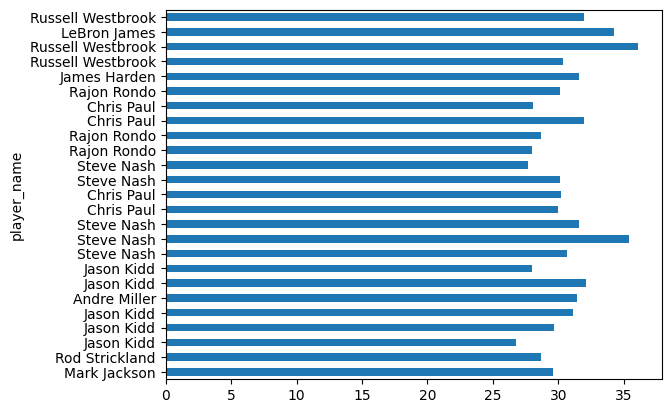 Russell Westbrook
LeBron James
Russell Westbrook
Russell Westbrook
James Harden
Rajon Rondo
Chris Paul
Chris Paul
Rajon Rondo
Rajon Rondo
Steve Nash
Steve Nash
Chris Paul
Chris Paul
Steve Nash
Steve Nash
Steve Nash
Jason Kidd
Jason Kidd
Andre Miller
Jason Kidd
Jason Kidd
Jason Kidd
Rod Strickland
Mark Jackson
player_name
0 5 10 15 20 25 30 35